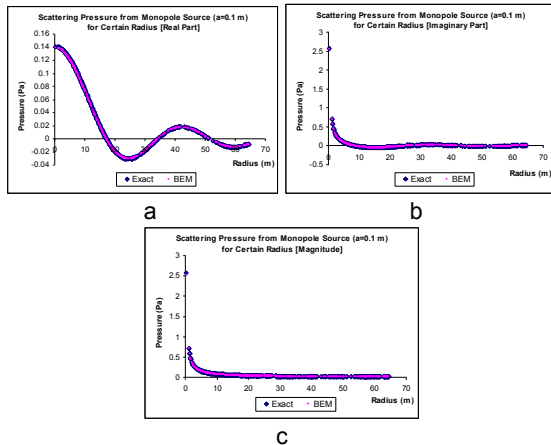 Scattering Pressure from Monopole Source (a=0.1 m)
for Certain Radius [Real Part]
Pressure (Pa)
0.16
0.14
0.12
0.1
0.08
0.06
0.04
0.02
0
-0.02
-0.04
0 10 20 30 40 50 60 70
Radius (m)
Exact BEM
a
Scattering Pressure from Monopole Source (a=0.1 m)
for Certain Radius [Imaginary Part]
Pressure (Pa)
3
2.5
2
1.5
1
0.5
0
-0.5
0 10 20 30 40 50 60 70
Radius (m)
Exact BEM
b
Scattering Pressure from Monopole Source (a=0.1 m)
for Certain Radius [Magnitude]
Pressure (Pa)
3
2.5
2
1.5
1
0.5
0
0 10 20 30 40 50 60 70
Radius (m)
Exact BEM
c